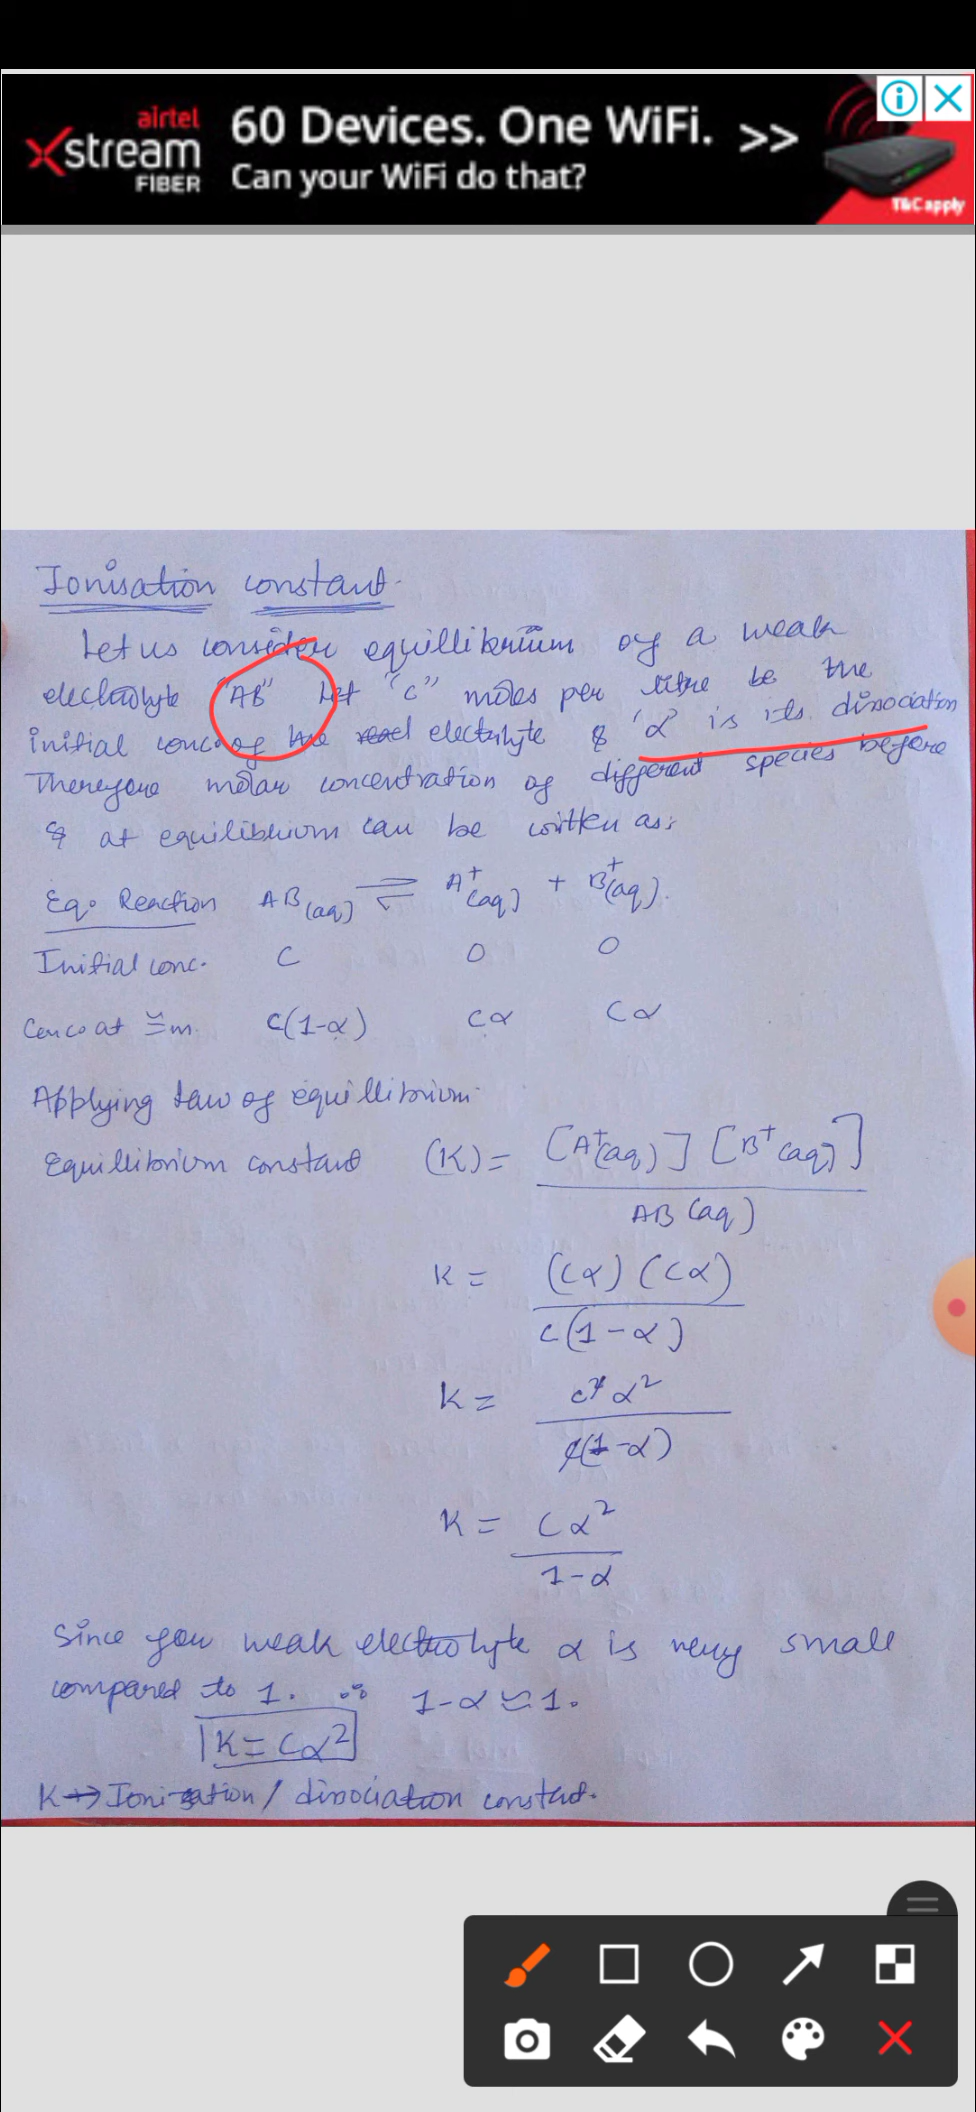 airtel
Xstream
FIBER
60 Devices. One WiFi. >>
Can your WiFi do that?
T&C apply
Ionisation constant.
Let us consider equillibrium of a weak
electrolyte "AB" Let "C" moles per litre be the
initial conc. of the electrilyte & 'α' is its dissociation
Therefore molar concentration of different species before
& at equilibrium can be written as:
Eq. Reaction AB(aq) ⇌ A⁺(aq) + B⁺(aq).
Initial conc. C O O
Conc. at ≃m. C(1-α) Cα Cα
Applying Law of equillibrium.
Equillibrium constant (K) = [A⁺(aq)] [B⁺(aq)] / AB(aq)
K = (Cα) (Cα) / C(1-α)
K = C² α² / C(1-α)
K = Cα² / 1-α
Since for weak electrolyte α is very small
compared to 1. ∴ 1-α ≃ 1.
K = Cα²
K → Ionization / dissociation constant.